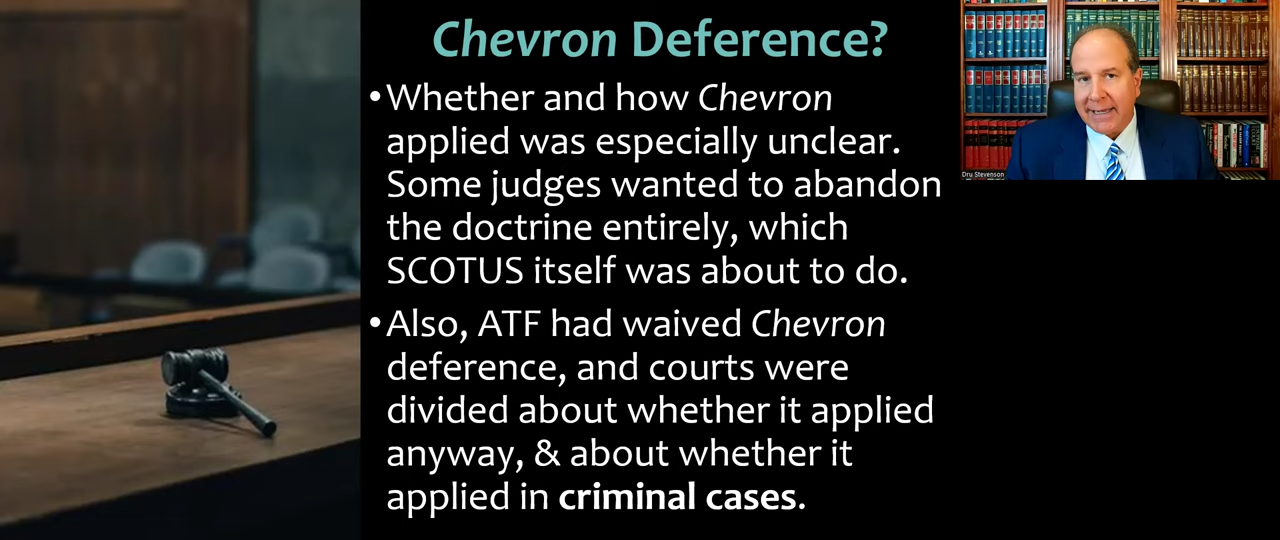 Chevron Deference?
•Whether and how Chevron
applied was especially unclear.
Some judges wanted to abandon
the doctrine entirely, which
SCOTUS itself was about to do.
•Also, ATF had waived Chevron
deference, and courts were
divided about whether it applied
anyway, & about whether it
applied in criminal cases.
Dru Stevenson